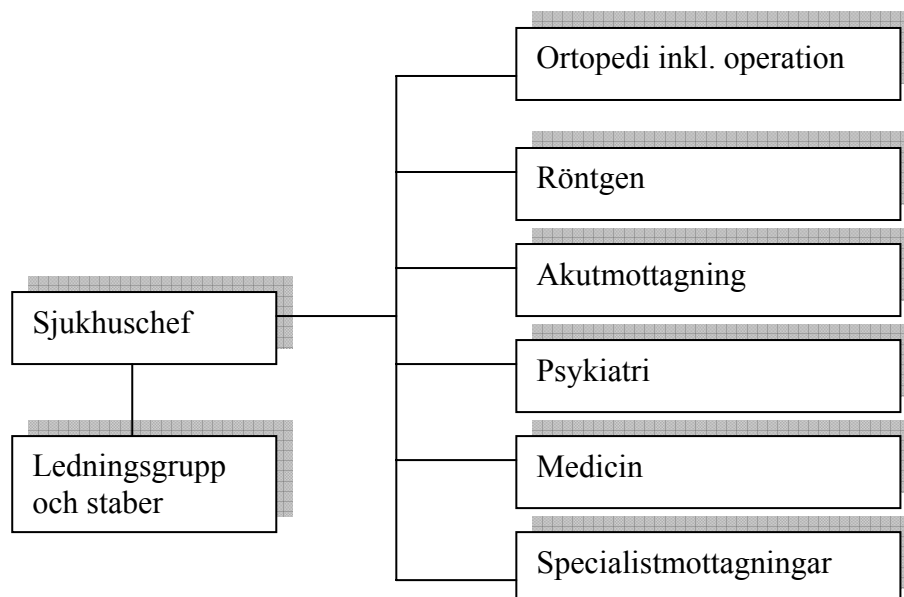 Sjukhuschef
Ledningsgrupp
och staber
Ortopedi inkl. operation
Röntgen
Akutmottagning
Psykiatri
Medicin
Specialistmottagningar